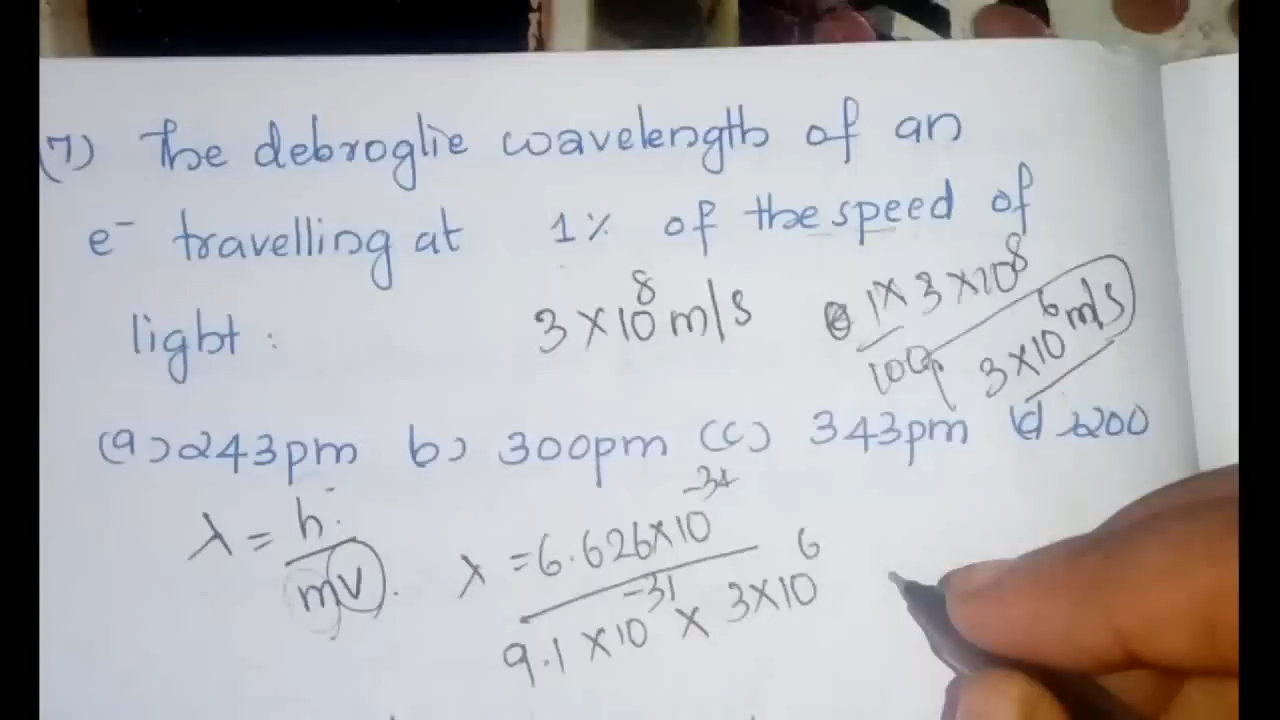 (7) The debroglie wavelength of an
e⁻ travelling at 1% of the speed of
light :
3×10⁸ m/s
1×3×10⁸
100
3×10⁶ m/s
(a) 243pm b) 300pm (c) 343pm (d) 200
λ = h/mv. λ = 6.626×10⁻³⁴ / 9.1×10⁻³¹ × 3×10⁶